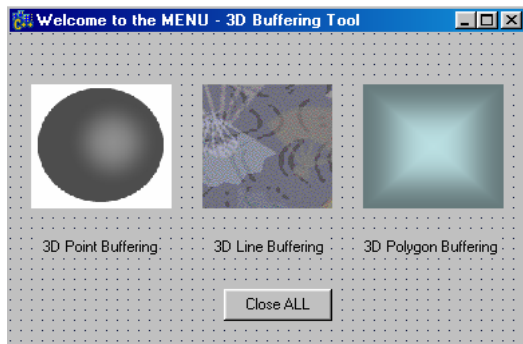 Welcome to the MENU - 3D Buffering Tool
3D Point Buffering
3D Line Buffering
3D Polygon Buffering
Close ALL